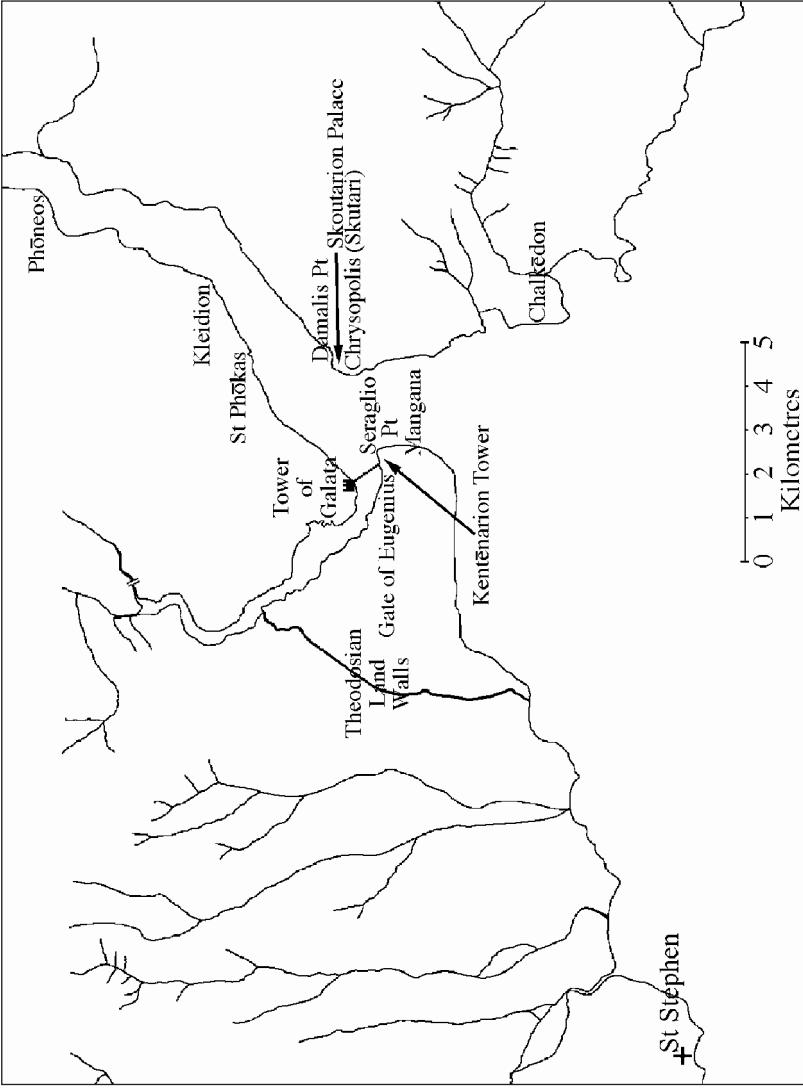 Phōneos
Kleidion
St Phōkas
Damalis Pt
Skoutarion Palace
Chrysopolis (Skutari)
Tower
of
Galata
Seraglio
Pt
Mangana
Gate of Eugenius
Kentēnarion Tower
Theodosian
Land
Walls
Chalkēdon
St Stephen
0 1 2 3 4 5
Kilometres